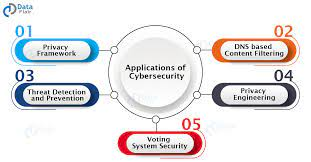 Data
Flair
01
Privacy
Framework
02
DNS based
Content Filtering
Applications of
Cybersecurity
03
Threat Detection
and Prevention
04
Privacy
Engineering
05
Voting
System Security